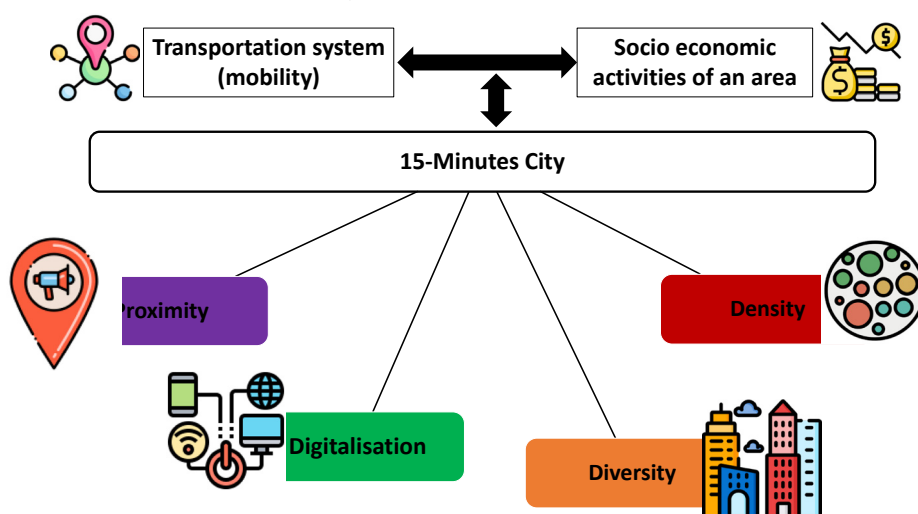 Transportation system
(mobility)
Socio economic
activities of an area
$
$
15-Minutes City
Proximity
Density
Digitalisation
Diversity